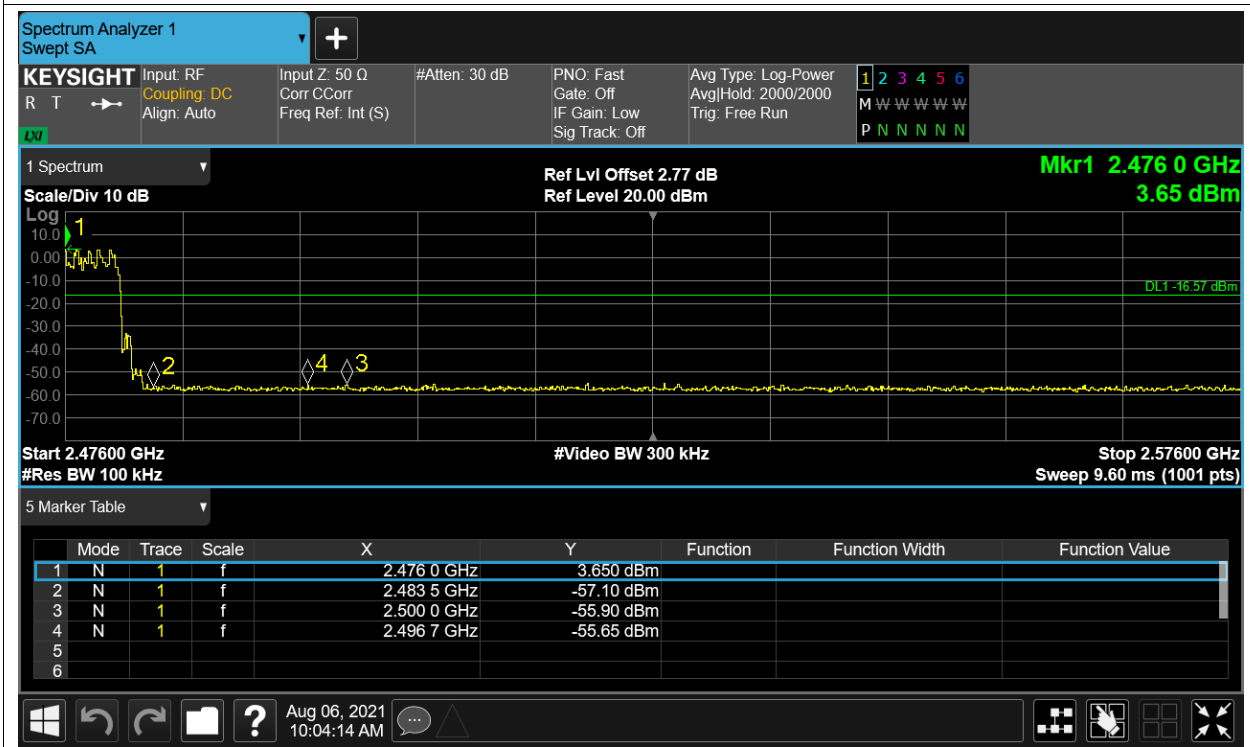 Spectrum Analyzer 1
Swept SA
KEYSIGHT Input: RF Input Z: 50 Ω #Atten: 30 dB PNO: Fast Avg Type: Log-Power 1 2 3 4 5 6
R T Coupling: DC Corr CCorr Gate: Off Avg|Hold: 2000/2000 M W W W W W
Align: Auto Freq Ref: Int (S) IF Gain: Low Trig: Free Run
LXI Sig Track: Off P N N N N N
1 Spectrum Ref Lvl Offset 2.77 dB Mkr1 2.476 0 GHz
Scale/Div 10 dB Ref Level 20.00 dBm 3.65 dBm
Log
1
10.0
0.00
-10.0
DL1 -16.57 dBm
-20.0
-30.0
-40.0
2 4 3
-50.0
-60.0
-70.0
Start 2.47600 GHz #Video BW 300 kHz Stop 2.57600 GHz
#Res BW 100 kHz Sweep 9.60 ms (1001 pts)
5 Marker Table
Mode Trace Scale X Y Function Function Width Function Value
1 N 1 f 2.476 0 GHz 3.650 dBm
2 N 1 f 2.483 5 GHz -57.10 dBm
3 N 1 f 2.500 0 GHz -55.90 dBm
4 N 1 f 2.496 7 GHz -55.65 dBm
5
6
? Aug 06, 2021
10:04:14 AM